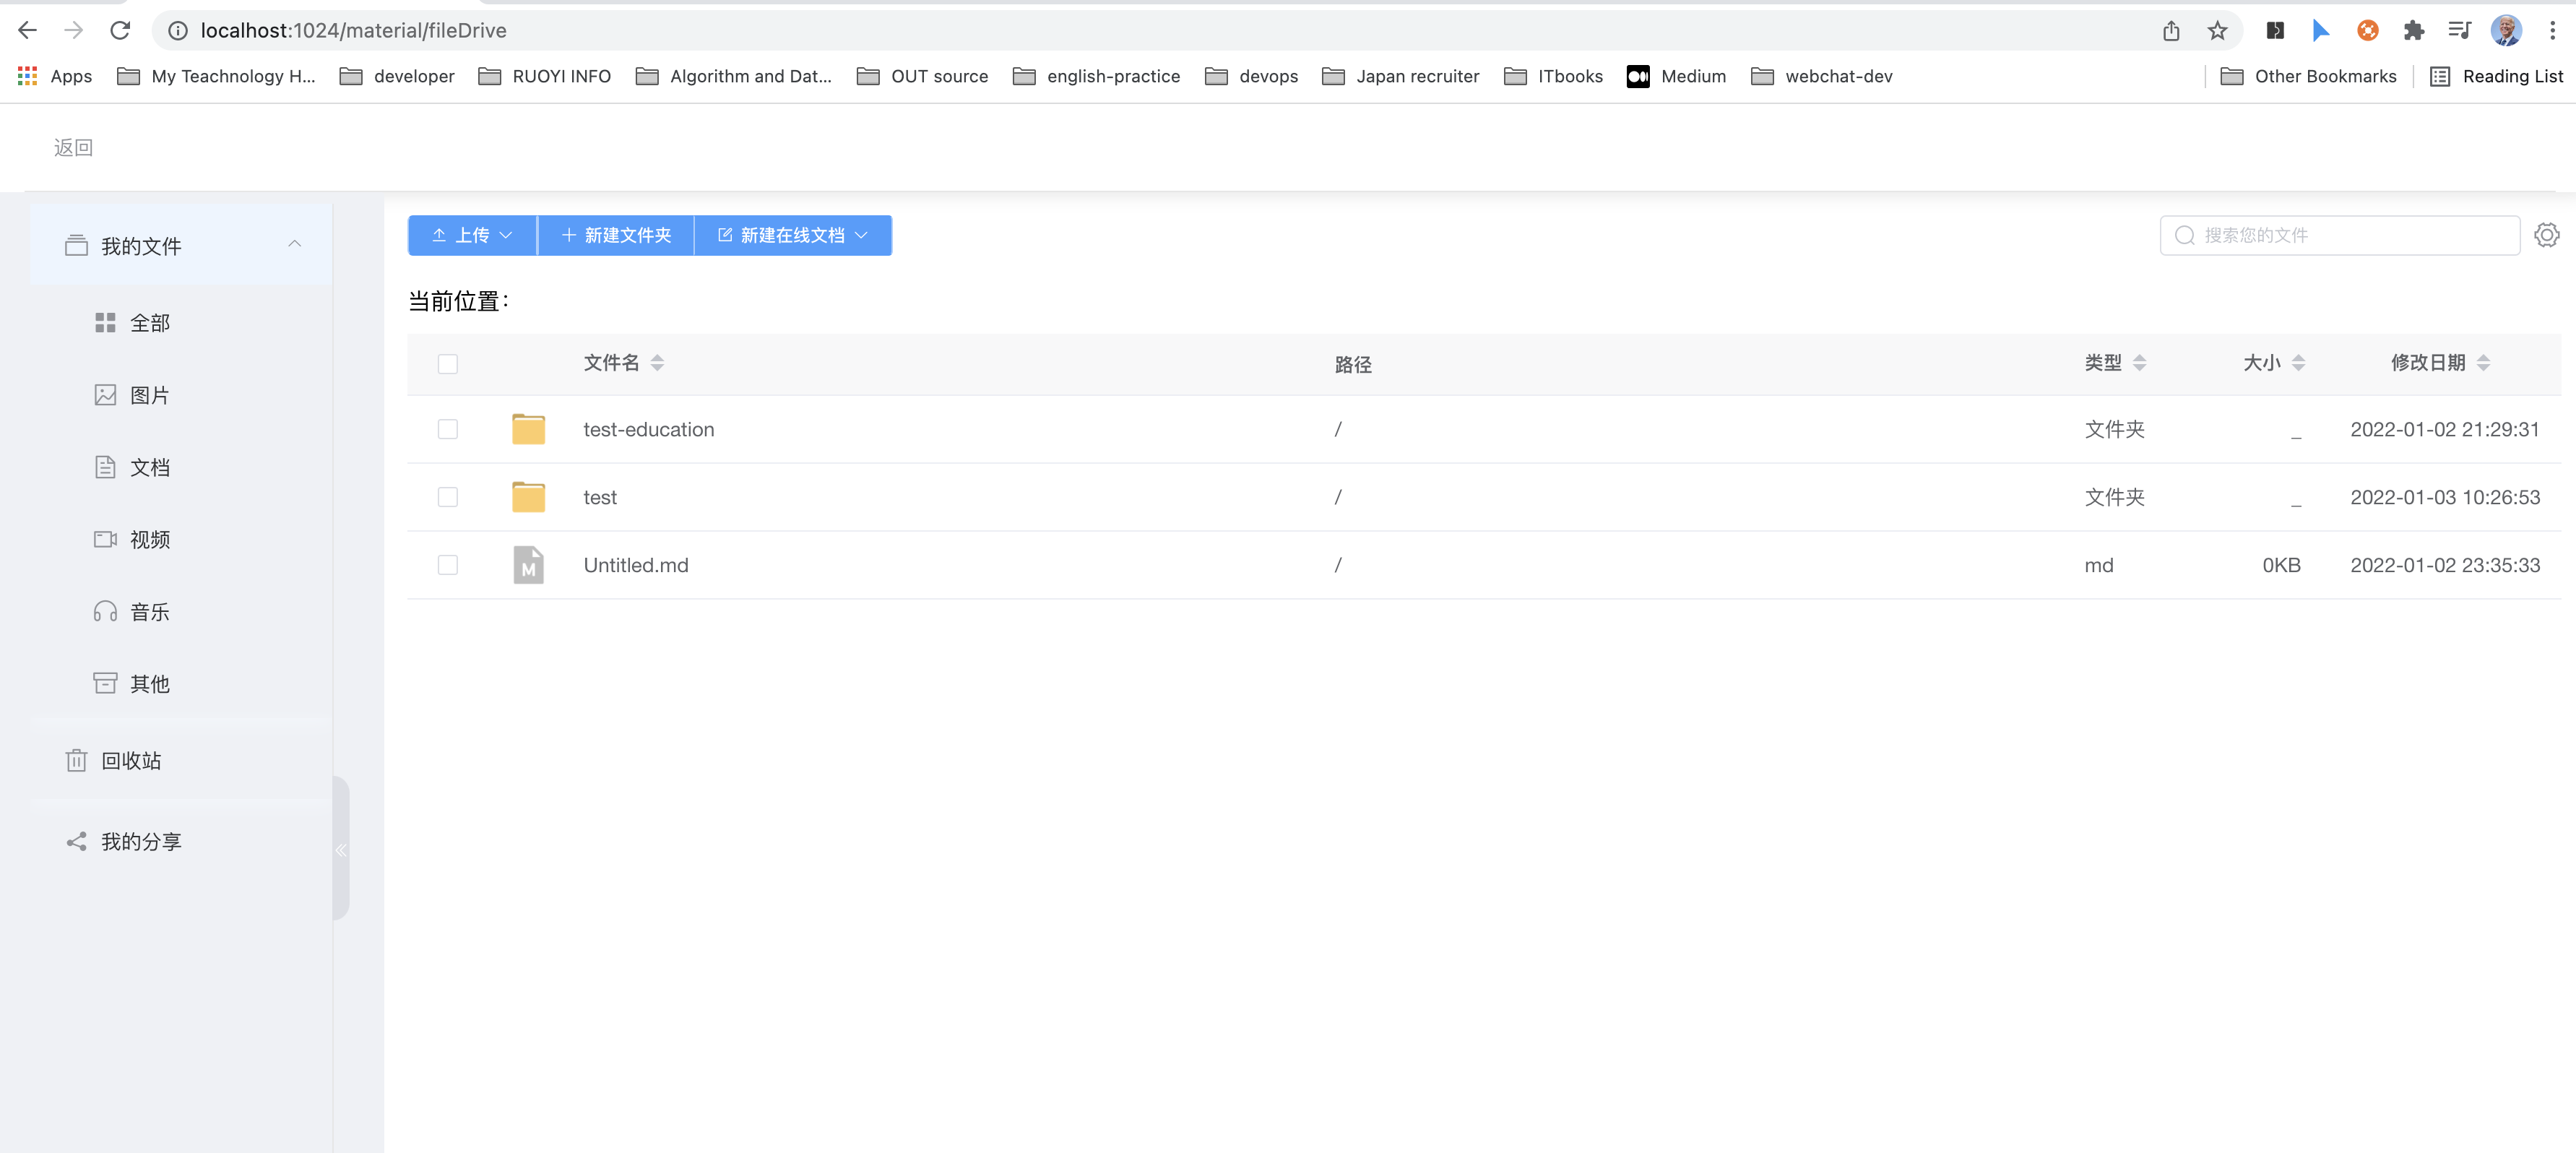 localhost:1024/material/fileDrive
Apps My Teachnology H... developer RUOYI INFO Algorithm and Dat... OUT source english-practice devops Japan recruiter ITbooks Medium webchat-dev Other Bookmarks Reading List
返回
我的文件
全部
图片
文档
视频
音乐
其他
回收站
我的分享
上传 新建文件夹 新建在线文档 搜索您的文件
当前位置：
文件名 路径 类型 大小 修改日期
test-education / 文件夹 _ 2022-01-02 21:29:31
test / 文件夹 _ 2022-01-03 10:26:53
M Untitled.md / md 0KB 2022-01-02 23:35:33